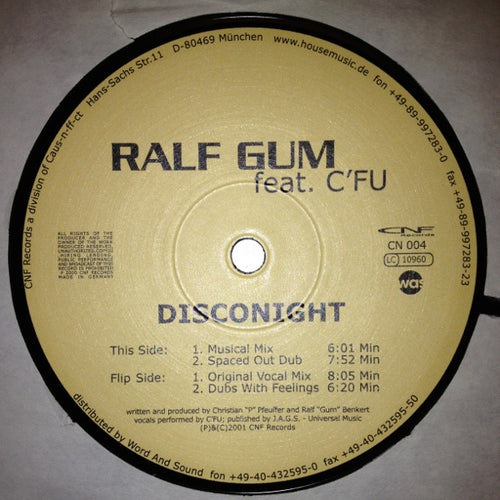 CNF Records a division of Caus-n-ff-ct Hans-Sachs Str.11 D-80469 München www.housemusic.de fon +49-89-997283-0 fax +49-89-997283-23
RALF GUM
feat. C'FU
ALL RIGHTS OF THE
PRODUCER AND THE
OWNER OF THE WORK
PRODUCED RESERVED.
UNAUTHORIZED COPYING
HIRING LENDING,
PUBLIC PERFORMANCE
AND BROADCAST OF THIS
RECORD IS PROHIBITED
MADE IN GERMANY
CNF
Records
CN 004
LC 10960
was
DISCONIGHT
This Side: 1. Musical Mix 6:01 Min
2. Spaced Out Dub 7:52 Min
Flip Side: 1. Original Vocal Mix 8:05 Min
2. Dubs With Feelings 6:20 Min
written and produced by Christian "P" Pfeuffer and Ralf "Gum" Benkert
vocals performed by C'FU; published by J.A.G.S. - Universal Music
(P)&(C)2001 CNF Records
distributed by Word And Sound fon +49-40-432595-0 fax +49-40-432595-50